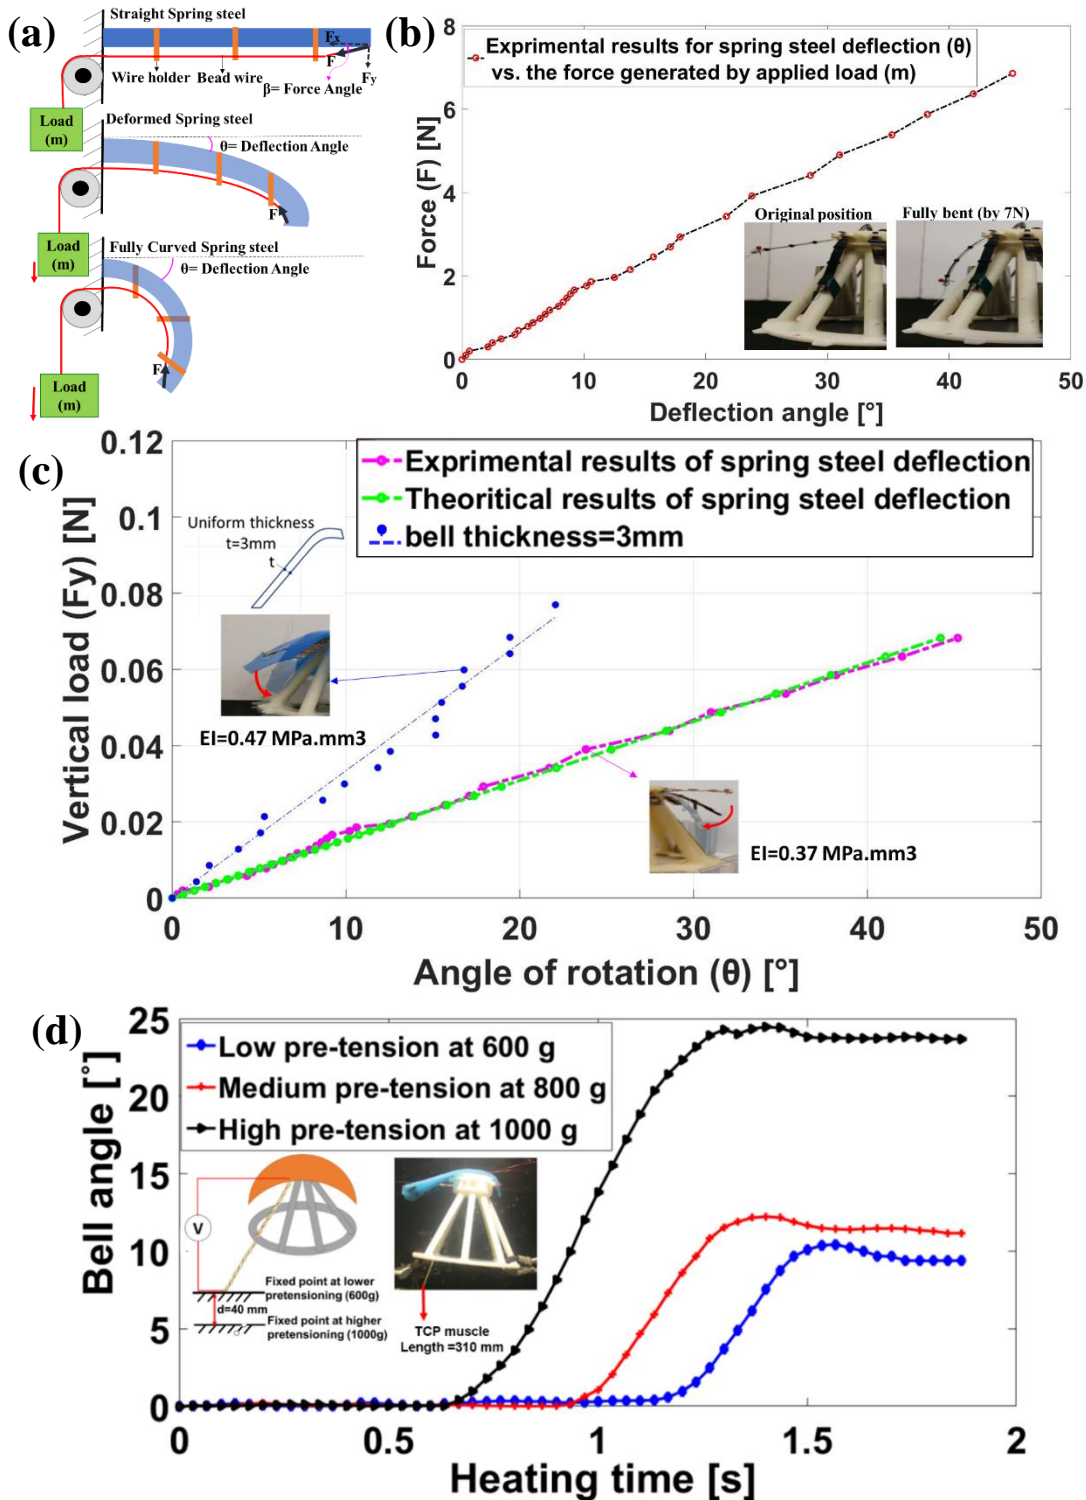 (a)
Straight Spring steel
Fx
F
Fy
Wire holder
Bead wire
β= Force Angle
Load
(m)
Deformed Spring steel
θ= Deflection Angle
F
Load
(m)
Fully Curved Spring steel
θ= Deflection Angle
F
Load
(m)
(b)
Exprimental results for spring steel deflection (θ)
vs. the force generated by applied load (m)
Force (F) [N]
8
6
4
2
0
Original position
Fully bent (by 7N)
0
10
20
30
40
50
Deflection angle [°]
(c)
Exprimental results of spring steel deflection
Theoritical results of spring steel deflection
bell thickness=3mm
Vertical load (Fy) [N]
0.12
0.1
0.08
0.06
0.04
0.02
0
Uniform thickness
t=3mm
t
EI=0.47 MPa.mm3
EI=0.37 MPa.mm3
0
10
20
30
40
50
Angle of rotation (θ) [°]
(d)
Low pre-tension at 600 g
Medium pre-tension at 800 g
High pre-tension at 1000 g
Bell angle [°]
25
20
15
10
5
0
V
Fixed point at lower
pretensioning (600g)
d=40 mm
Fixed point at higher
pretensioning (1000g)
TCP muscle
Length =310 mm
0
0.5
1
1.5
2
Heating time [s]